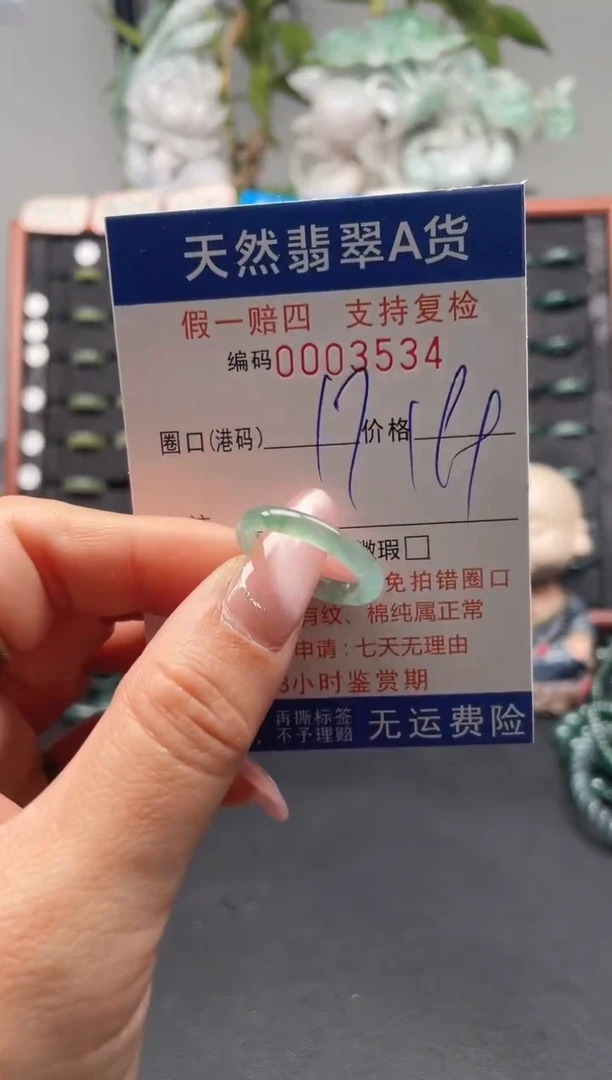 天然翡翠A货
假一赔四 支持复检
编码0003534
圈口(港码) 17 价格
微瑕□
免拍错圈口
有纹、棉纯属正常
申请:七天无理由
8小时鉴赏期
再撕标签
不予理赔
无运费险